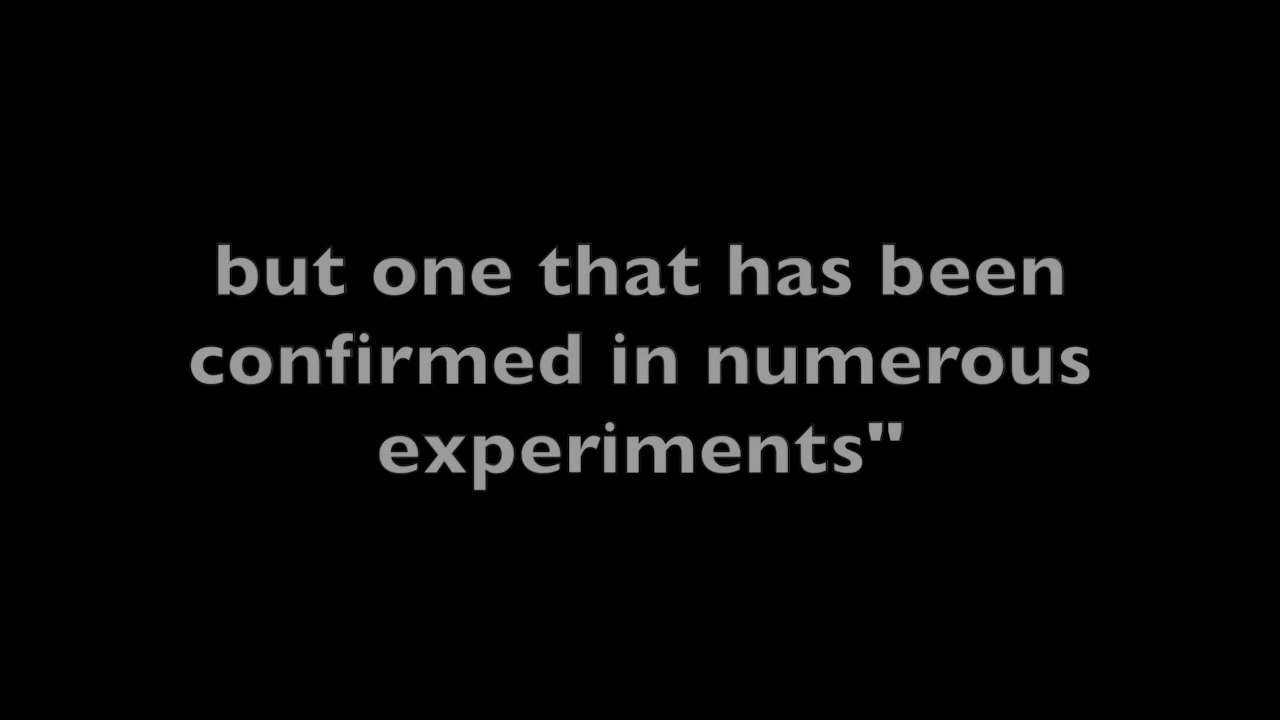 but one that has been
confirmed in numerous
experiments"